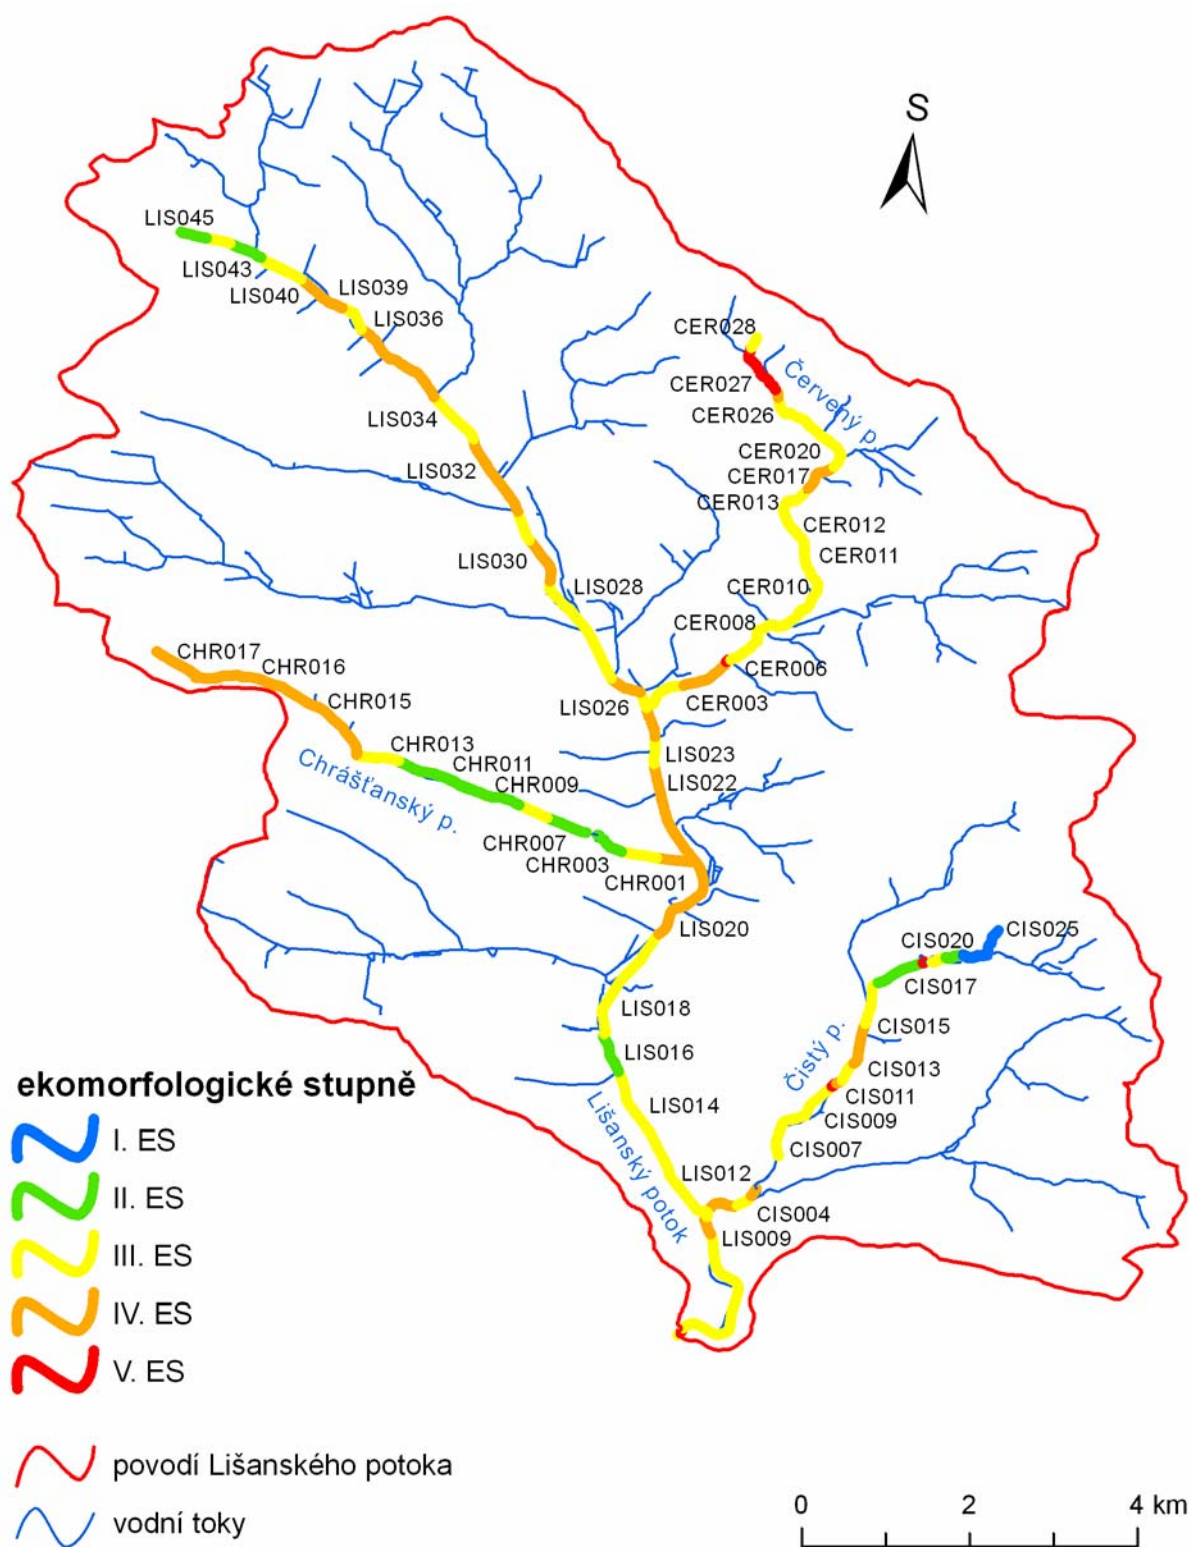 S
LIS045
LIS043
LIS040
LIS039
LIS036
LIS034
LIS032
LIS030
LIS028
LIS026
LIS023
LIS022
LIS020
LIS018
LIS016
LIS014
LIS012
LIS009
CER028
CER027
CER026
CER020
CER017
CER013
CER012
CER011
CER010
CER008
CER006
CER003
Červený p.
CHR017
CHR016
CHR015
CHR013
CHR011
CHR009
CHR007
CHR003
CHR001
Chrášťanský p.
CIS025
CIS020
CIS017
CIS015
CIS013
CIS011
CIS009
CIS007
CIS004
Čistý p.
Lišanský potok
ekomorfologické stupně
I. ES
II. ES
III. ES
IV. ES
V. ES
povodí Lišanského potoka
vodní toky
0 2 4 km